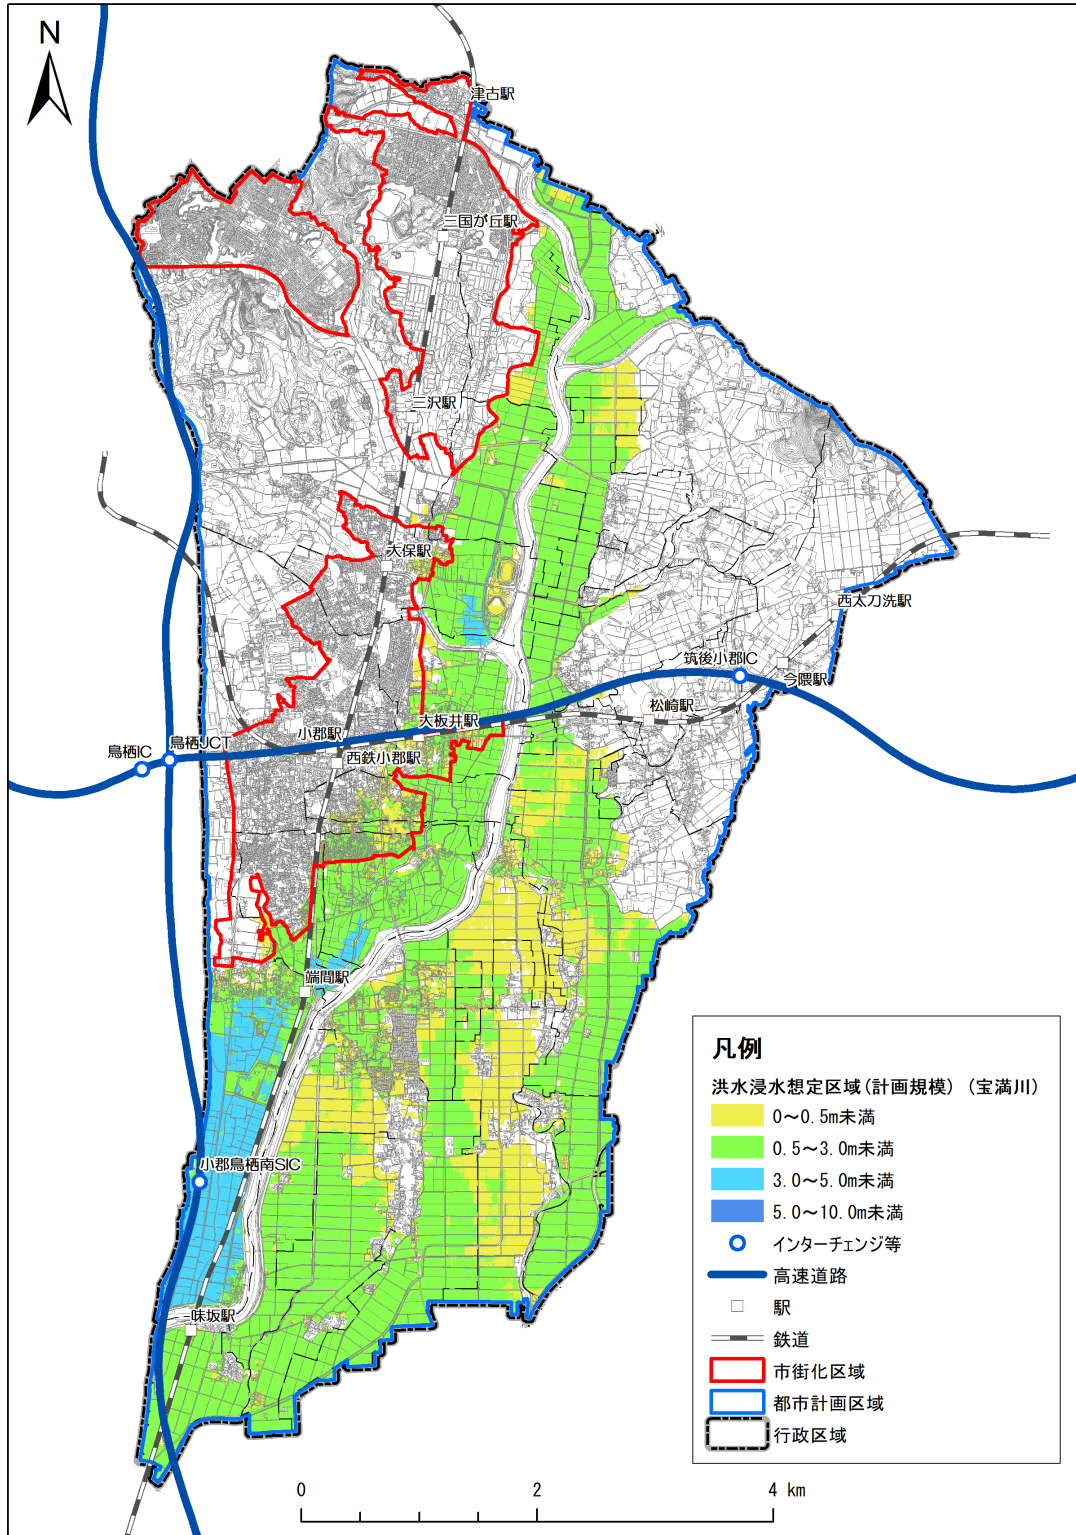 N
津古駅
三国が丘駅
三沢駅
大保駅
西太刀洗駅
筑後小郡IC
今隈駅
松崎駅
大板井駅
小郡駅
鳥栖JCT
鳥栖IC
西鉄小郡駅
端間駅
小郡鳥栖南SIC
味坂駅
凡例
洪水浸水想定区域(計画規模)(宝満川)
0～0.5m未満
0.5～3.0m未満
3.0～5.0m未満
5.0～10.0m未満
インターチェンジ等
高速道路
駅
鉄道
市街化区域
都市計画区域
行政区域
0 2 4 km